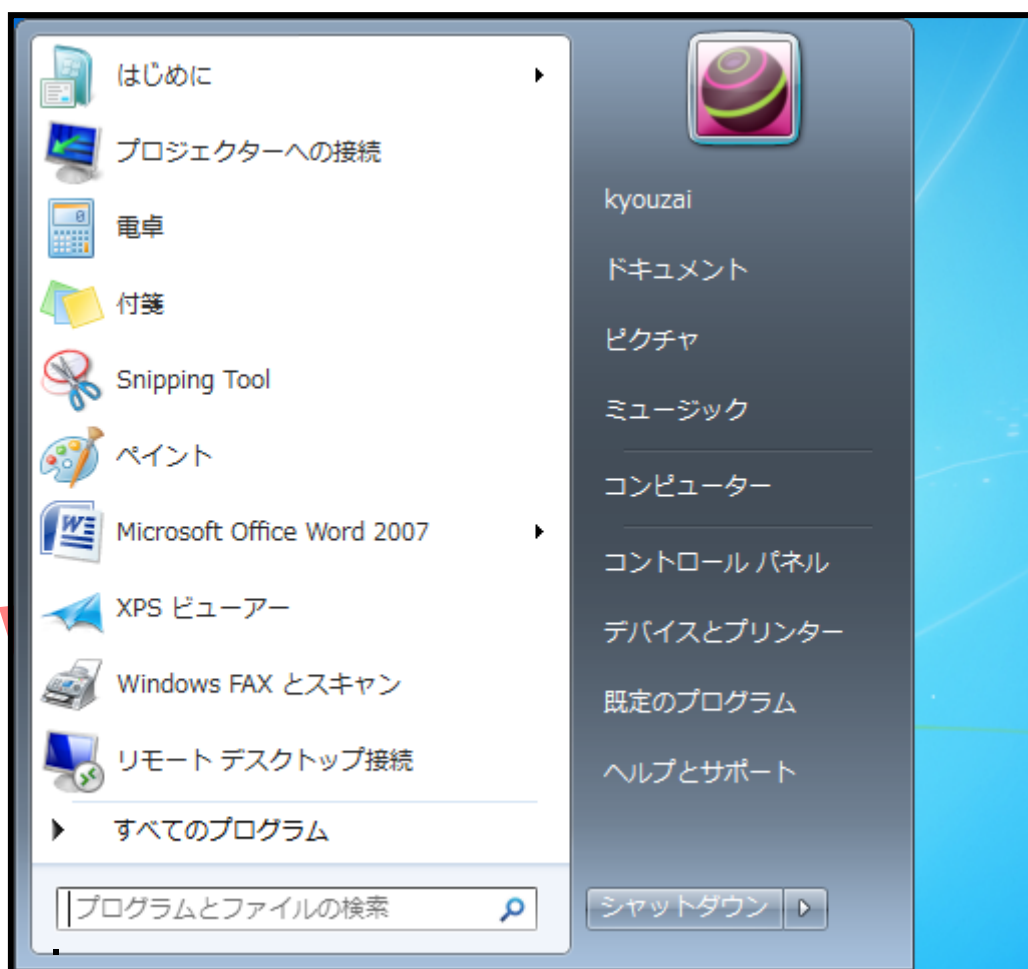 はじめに
プロジェクターへの接続
電卓
付箋
Snipping Tool
ペイント
Microsoft Office Word 2007
XPS ビューアー
Windows FAX とスキャン
リモート デスクトップ接続
すべてのプログラム
プログラムとファイルの検索
kyouzai
ドキュメント
ピクチャ
ミュージック
コンピューター
コントロール パネル
デバイスとプリンター
既定のプログラム
ヘルプとサポート
シャットダウン